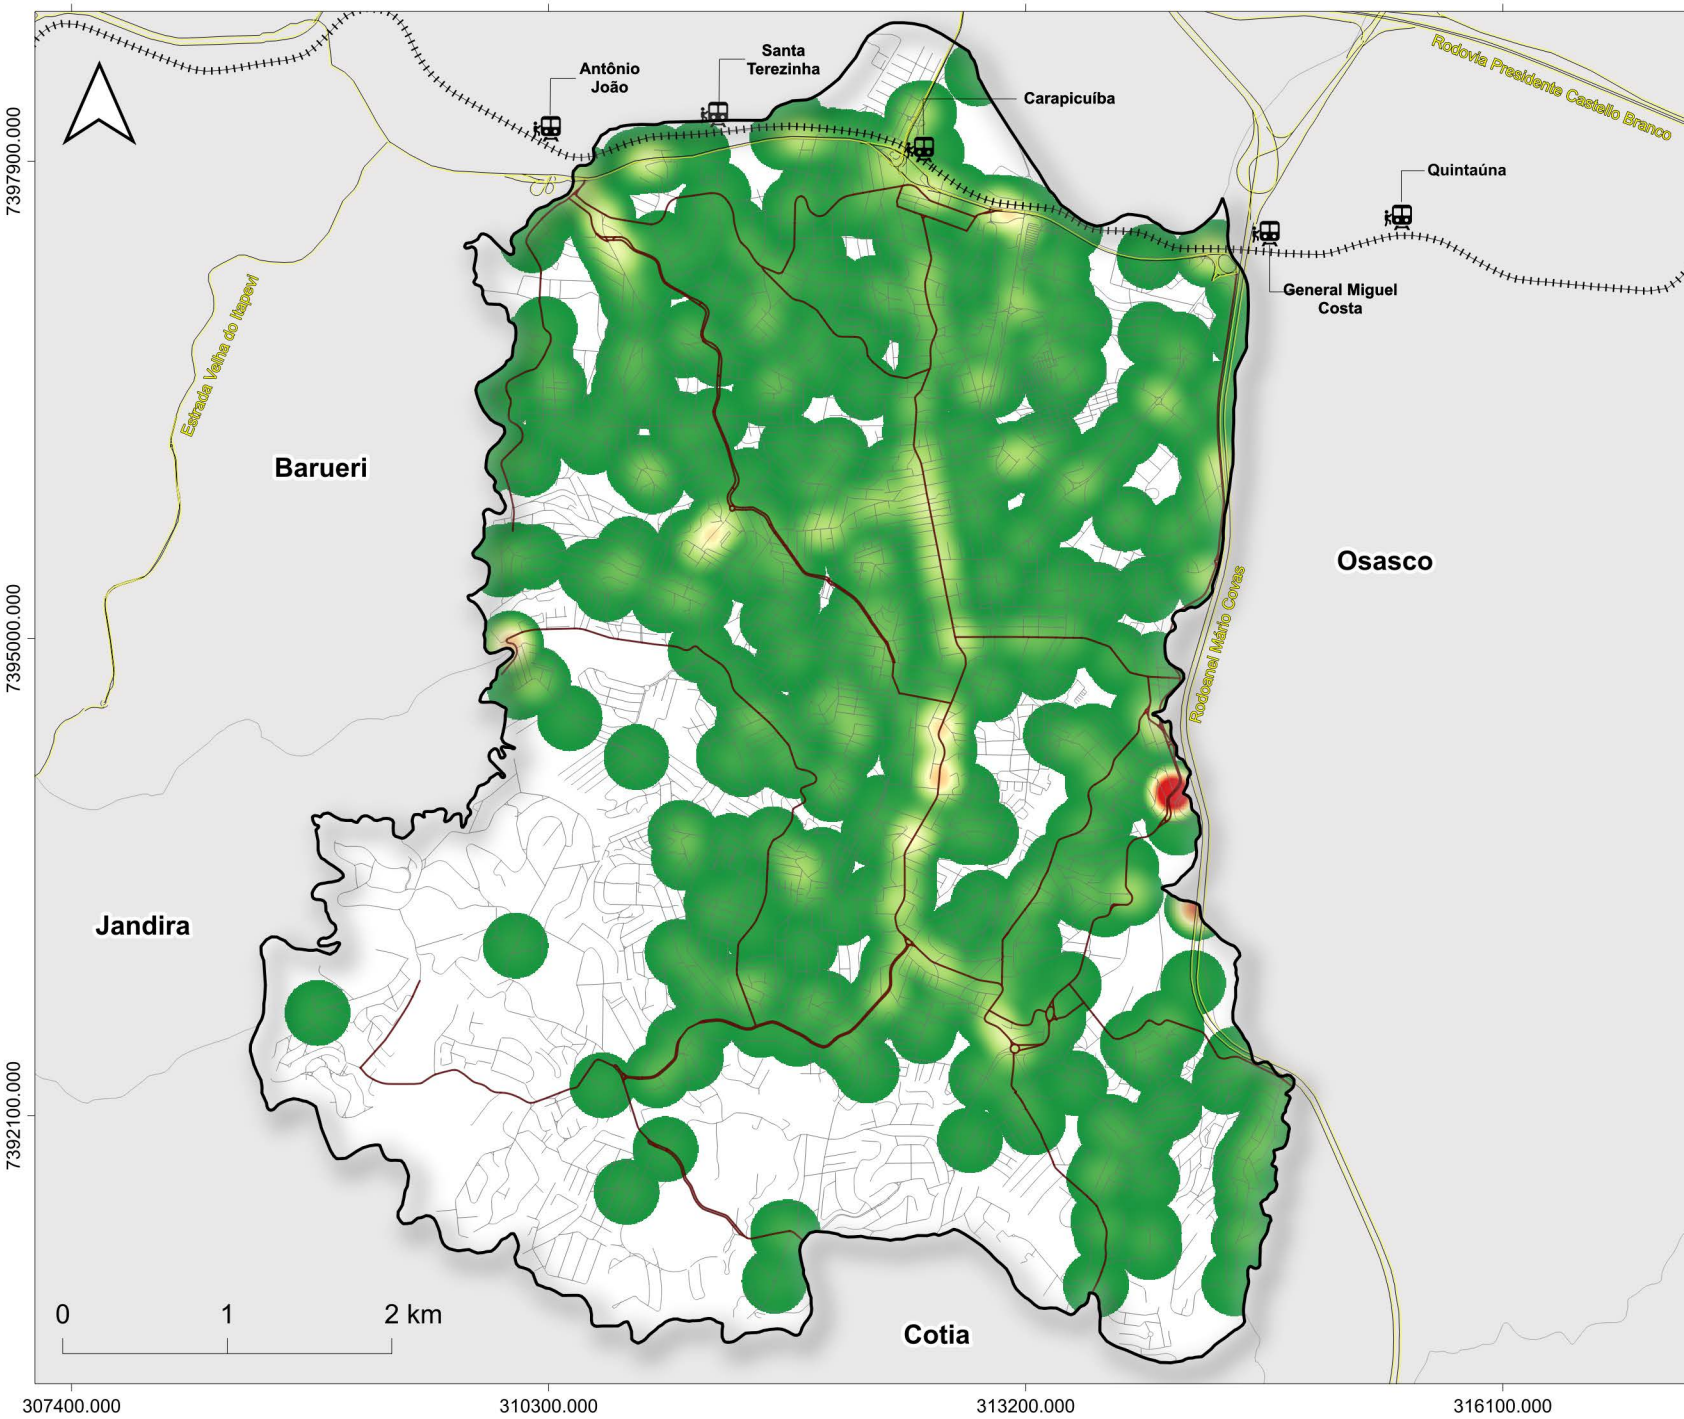 Rodovia Presidente Castello Branco
Santa
Terezinha
Antônio
João
Carapicuíba
Quintaúna
General Miguel
Costa
Estrada Velha do Itapevi
Barueri
Osasco
Rodoanel Mário Covas
Jandira
Cotia
0 1 2 km
7397900.000
7395000.000
7392100.000
307400.000 310300.000 313200.000 316100.000